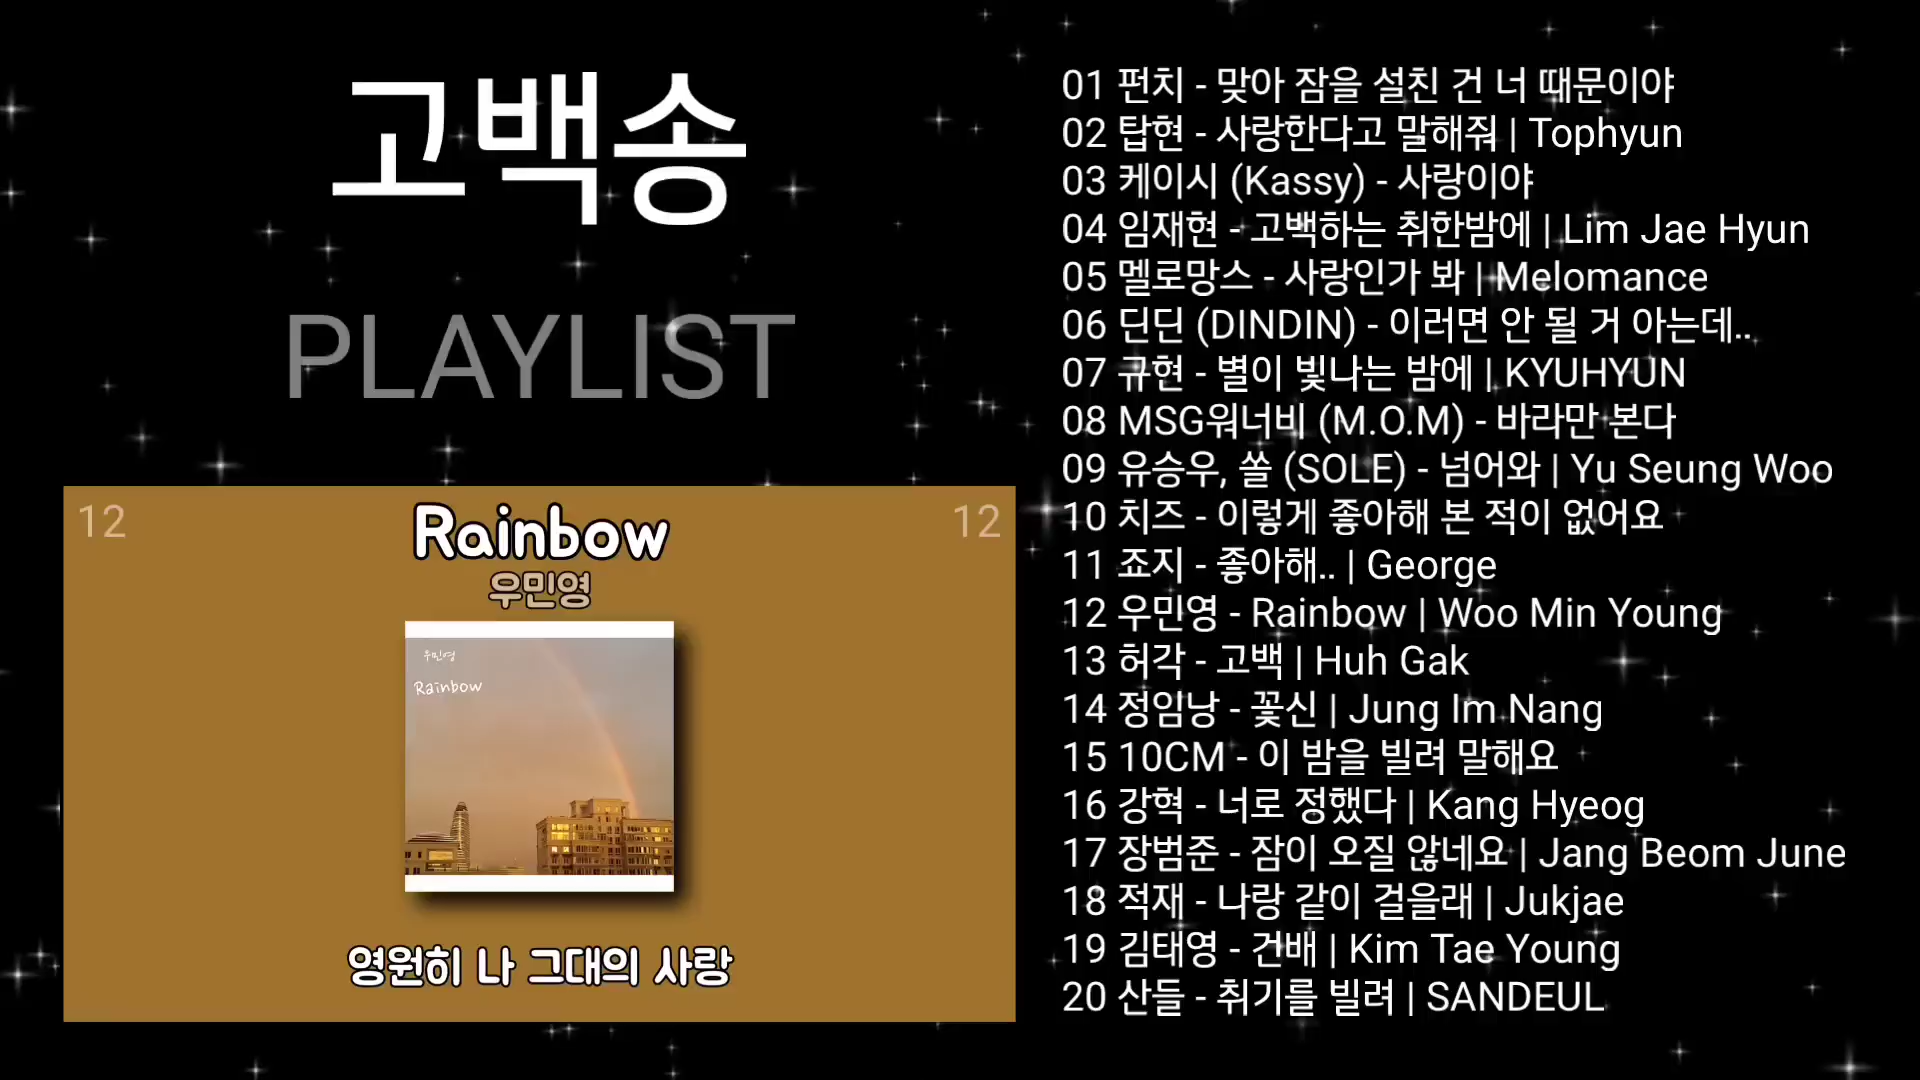 고백송
PLAYLIST
12
12
Rainbow
우민영
우민영
Rainbow
영원히 나 그대의 사랑
01 펀치 - 맞아 잠을 설친 건 너 때문이야
02 탑현 - 사랑한다고 말해줘 | Tophyun
03 케이시 (Kassy) - 사랑이야
04 임재현 - 고백하는 취한밤에 | Lim Jae Hyun
05 멜로망스 - 사랑인가 봐 | Melomance
06 딘딘 (DINDIN) - 이러면 안 될 거 아는데..
07 규현 - 별이 빛나는 밤에 | KYUHYUN
08 MSG워너비 (M.O.M) - 바라만 본다
09 유승우, 쏠 (SOLE) - 넘어와 | Yu Seung Woo
10 치즈 - 이렇게 좋아해 본 적이 없어요
11 죠지 - 좋아해.. | George
12 우민영 - Rainbow | Woo Min Young
13 허각 - 고백 | Huh Gak
14 정임낭 - 꽃신 | Jung Im Nang
15 10CM - 이 밤을 빌려 말해요
16 강혁 - 너로 정했다 | Kang Hyeog
17 장범준 - 잠이 오질 않네요 | Jang Beom June
18 적재 - 나랑 같이 걸을래 | Jukjae
19 김태영 - 건배 | Kim Tae Young
20 산들 - 취기를 빌려 | SANDEUL